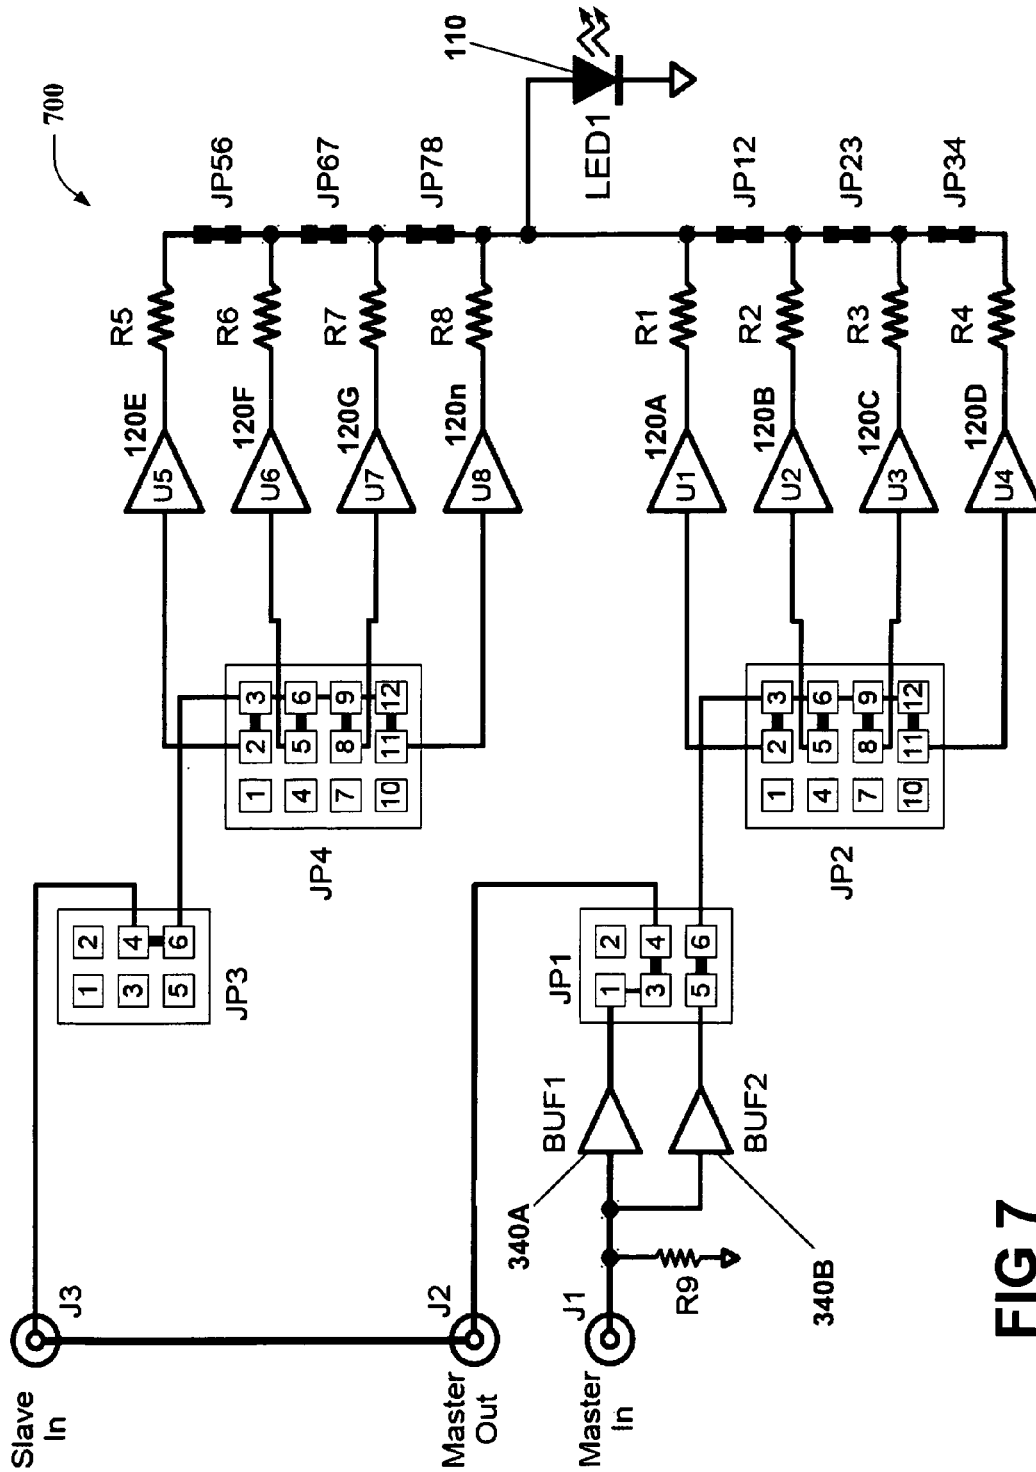 700
Slave
In
J3
Master
Out
J2
Master
In
J1
R9
340A
340B
BUF1
BUF2
JP3
1 2
3 4
5 6
JP1
1 2
3 4
5 6
JP4
1 2 3
4 5 6
7 8 9
10 11 12
JP2
1 2 3
4 5 6
7 8 9
10 11 12
U5
120E
R5
U6
120F
R6
U7
120G
R7
U8
120n
R8
U1
120A
R1
U2
120B
R2
U3
120C
R3
U4
120D
R4
JP56
JP67
JP78
JP12
JP23
JP34
LED1
110
FIG 7